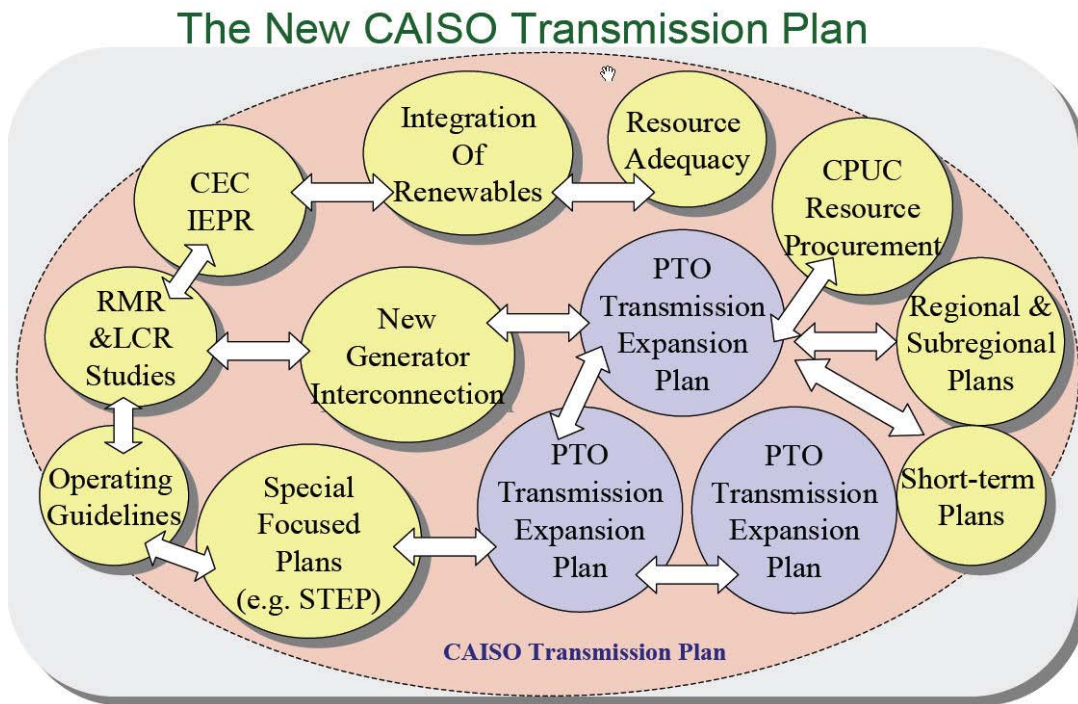 The New CAISO Transmission Plan
Integration
Of
Renewables
Resource
Adequacy
CEC
IEPR
CPUC
Resource
Procurement
RMR
&LCR
Studies
New
Generator
Interconnection
PTO
Transmission
Expansion
Plan
Regional &
Subregional
Plans
Operating
Guidelines
Special
Focused
Plans
(e.g. STEP)
PTO
Transmission
Expansion
Plan
PTO
Transmission
Expansion
Plan
Short-term
Plans
CAISO Transmission Plan